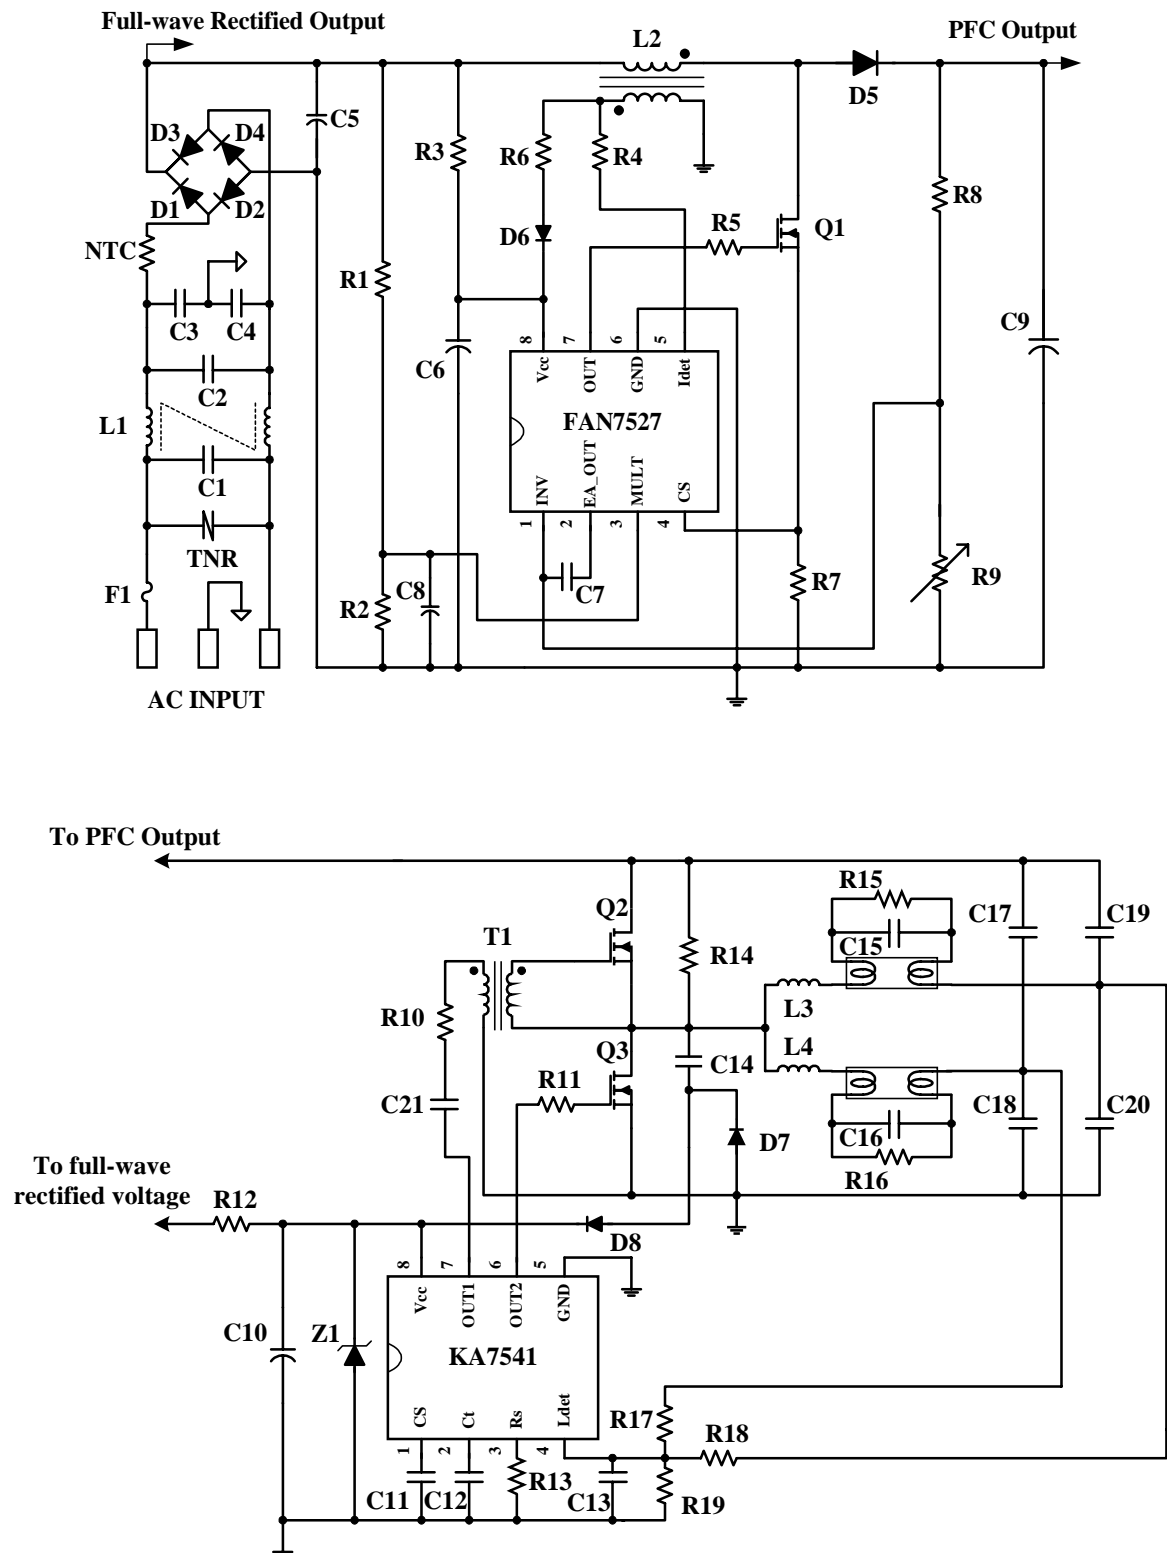 Full-wave Rectified Output
L2
PFC Output
D5
D3
D4
C5
R3
R6
R4
R8
D1
D2
NTC
D6
R5
Q1
R1
C3
C4
C6
C9
8
7
6
5
Vcc
OUT
GND
Idet
C2
L1
FAN7527
C1
INV
EA_OUT
MULT
CS
1
2
3
4
TNR
F1
R2
C8
C7
R7
R9
AC INPUT
To PFC Output
R15
Q2
C17
C19
T1
C15
R14
R10
L3
Q3
L4
C14
R11
C21
C18
C20
C16
D7
To full-wave
rectified voltage
R12
R16
D8
8
7
6
5
Vcc
OUT1
OUT2
GND
C10
Z1
KA7541
CS
Ct
Rs
Ldet
R17
R18
1
2
3
4
R13
C11
C12
C13
R19